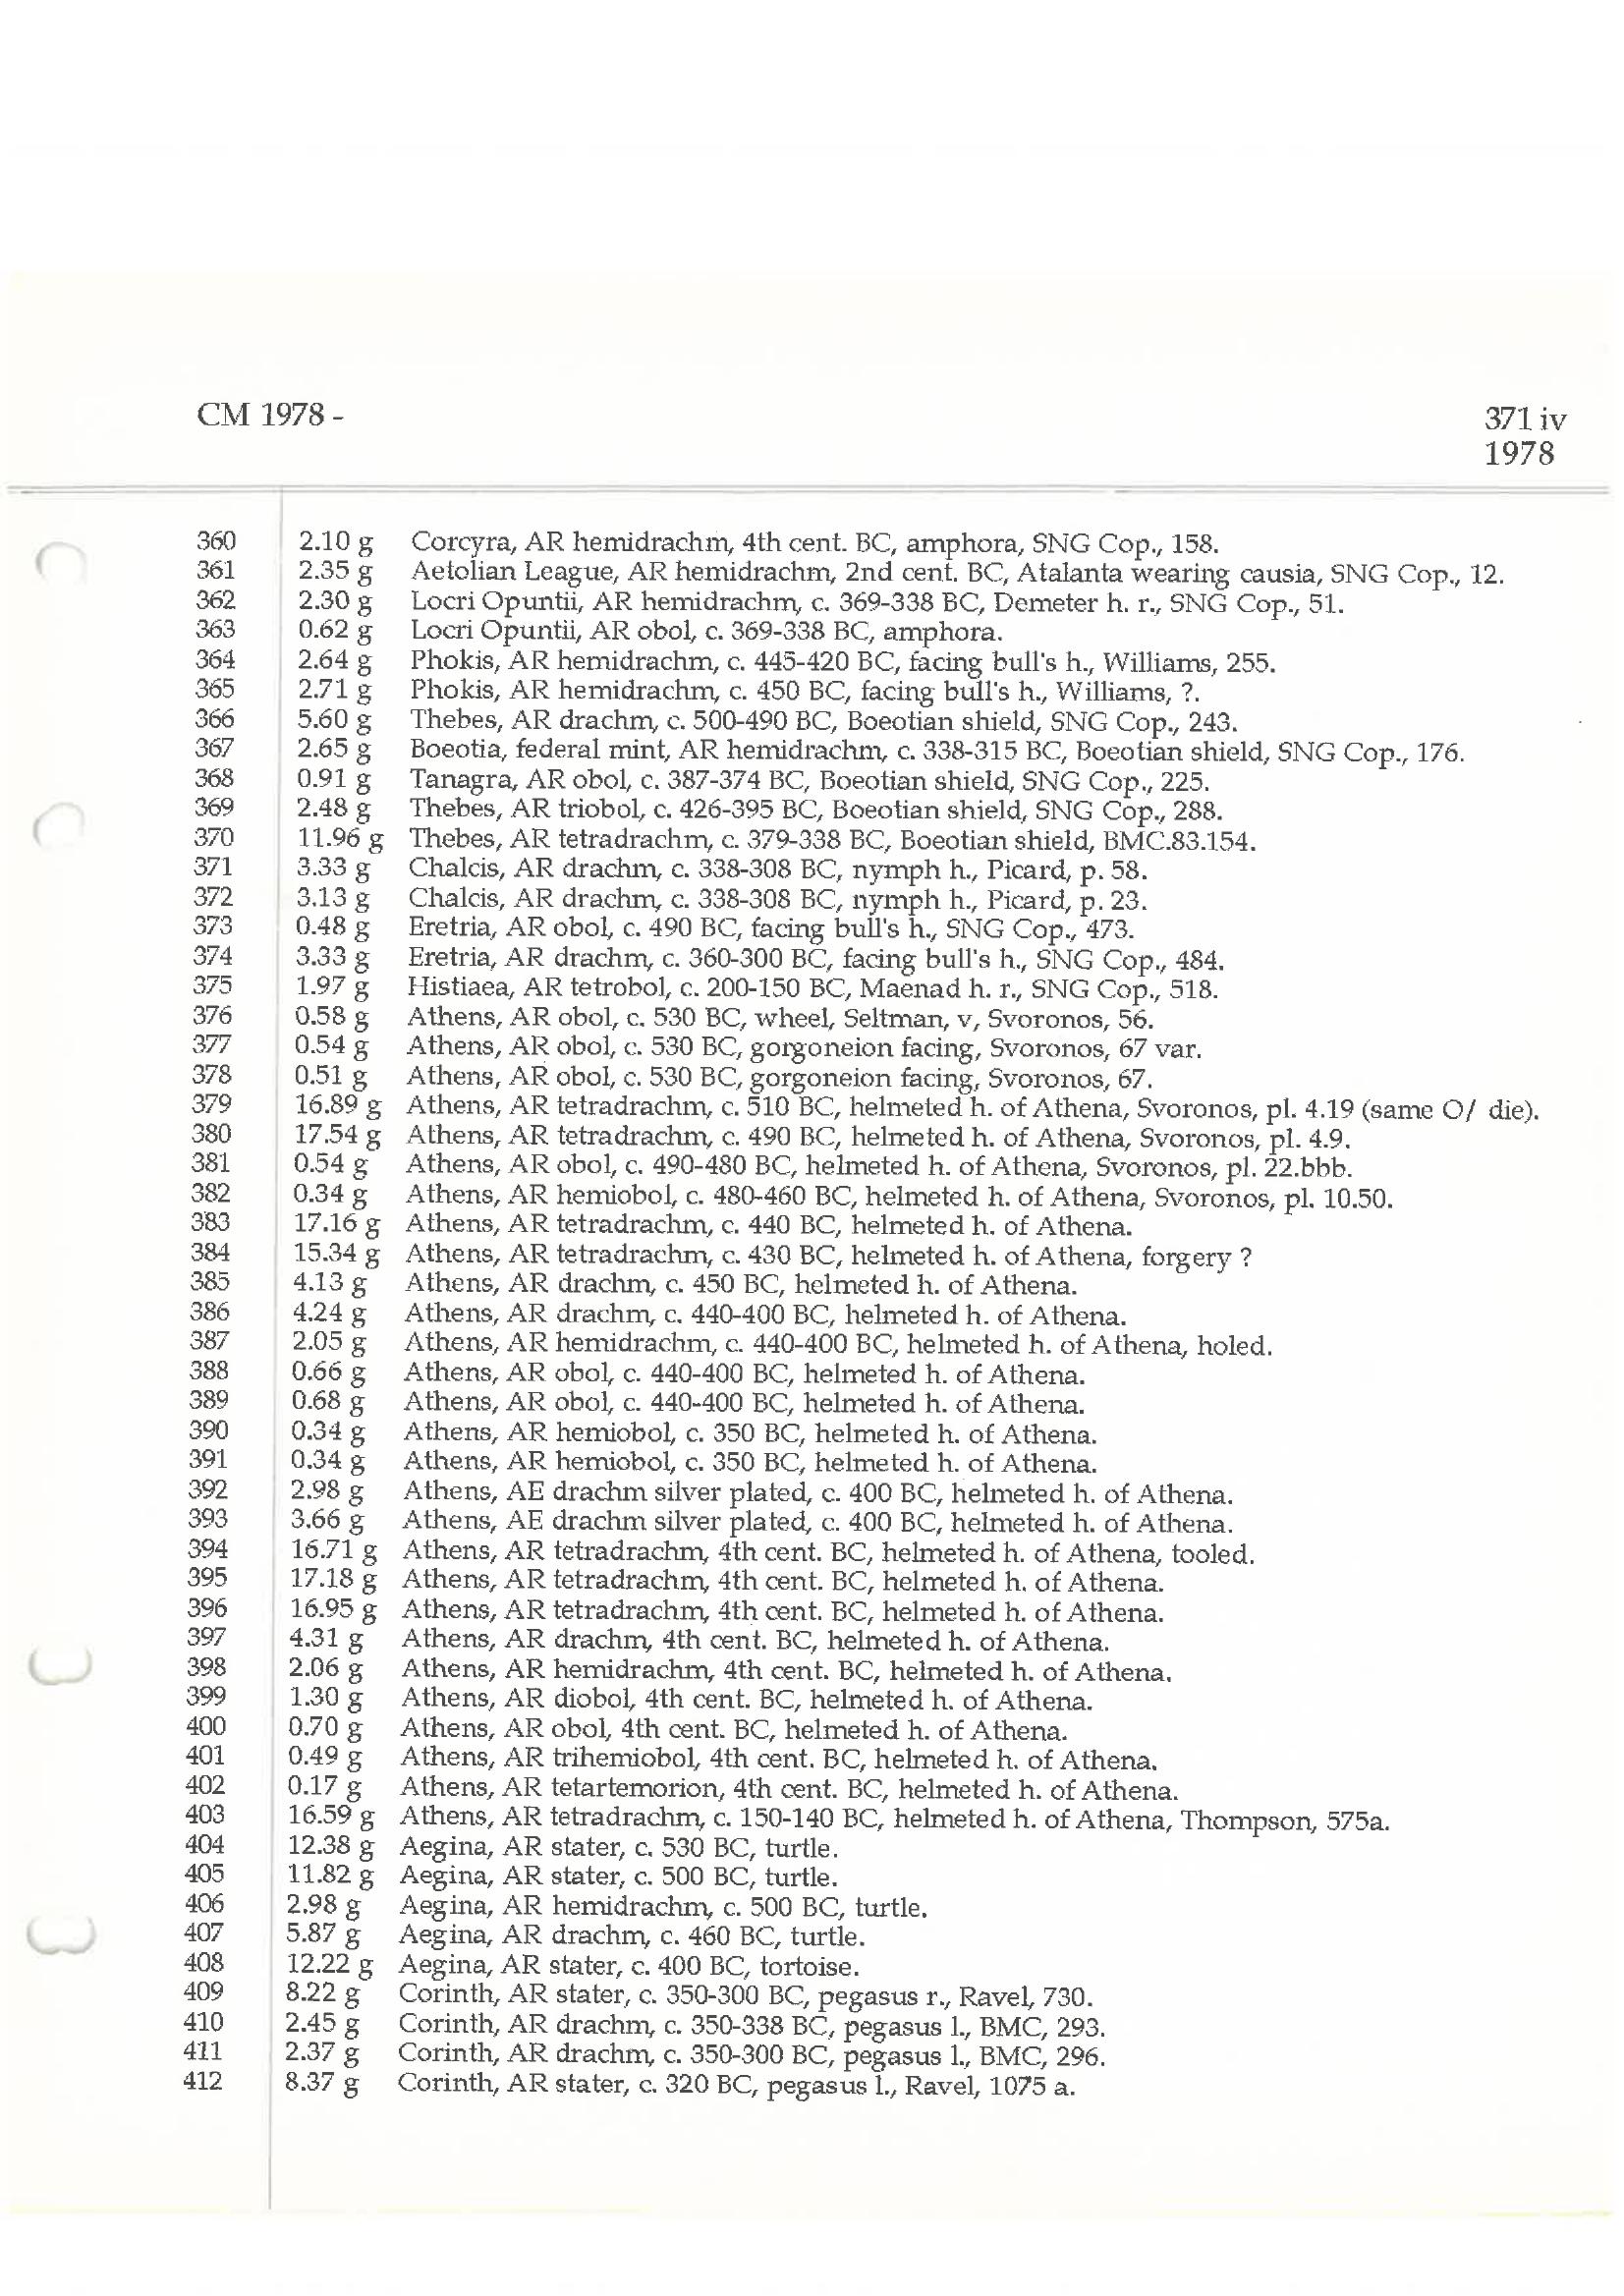 CM 1978 -
371 iv
1978
360 2.10 g Corcyra, AR hemidrachm, 4th cent. BC, amphora, SNG Cop., 158.
361 2.35 g Aetolian League, AR hemidrachm, 2nd cent. BC, Atalanta wearing causia, SNG Cop., 12.
362 2.30 g Locri Opuntii, AR hemidrachm, c. 369-338 BC, Demeter h. r., SNG Cop., 51.
363 0.62 g Locri Opuntii, AR obol, c. 369-338 BC, amphora.
364 2.64 g Phokis, AR hemidrachm, c. 445-420 BC, facing bull's h., Williams, 255.
365 2.71 g Phokis, AR hemidrachm, c. 450 BC, facing bull's h., Williams, ?.
366 5.60 g Thebes, AR drachm, c. 500-490 BC, Boeotian shield, SNG Cop., 243.
367 2.65 g Boeotia, federal mint, AR hemidrachm, c. 338-315 BC, Boeotian shield, SNG Cop., 176.
368 0.91 g Tanagra, AR obol, c. 387-374 BC, Boeotian shield, SNG Cop., 225.
369 2.48 g Thebes, AR triobol, c. 426-395 BC, Boeotian shield, SNG Cop., 288.
370 11.96 g Thebes, AR tetradrachm, c. 379-338 BC, Boeotian shield, BMC.83.154.
371 3.33 g Chalcis, AR drachm, c. 338-308 BC, nymph h., Picard, p. 58.
372 3.13 g Chalcis, AR drachm, c. 338-308 BC, nymph h., Picard, p. 23.
373 0.48 g Eretria, AR obol, c. 490 BC, facing bull's h., SNG Cop., 473.
374 3.33 g Eretria, AR drachm, c. 360-300 BC, facing bull's h., SNG Cop., 484.
375 1.97 g Histiaea, AR tetrobol, c. 200-150 BC, Maenad h. r., SNG Cop., 518.
376 0.58 g Athens, AR obol, c. 530 BC, wheel, Seltman, v, Svoronos, 56.
377 0.54 g Athens, AR obol, c. 530 BC, gorgoneion facing, Svoronos, 67 var.
378 0.51 g Athens, AR obol, c. 530 BC, gorgoneion facing, Svoronos, 67.
379 16.89 g Athens, AR tetradrachm, c. 510 BC, helmeted h. of Athena, Svoronos, pl. 4.19 (same O/ die).
380 17.54 g Athens, AR tetradrachm, c. 490 BC, helmeted h. of Athena, Svoronos, pl. 4.9.
381 0.54 g Athens, AR obol, c. 490-480 BC, helmeted h. of Athena, Svoronos, pl. 22.bbb.
382 0.34 g Athens, AR hemiobol, c. 480-460 BC, helmeted h. of Athena, Svoronos, pl. 10.50.
383 17.16 g Athens, AR tetradrachm, c. 440 BC, helmeted h. of Athena.
384 15.34 g Athens, AR tetradrachm, c. 430 BC, helmeted h. of Athena, forgery ?
385 4.13 g Athens, AR drachm, c. 450 BC, helmeted h. of Athena.
386 4.24 g Athens, AR drachm, c. 440-400 BC, helmeted h. of Athena.
387 2.05 g Athens, AR hemidrachm, c. 440-400 BC, helmeted h. of Athena, holed.
388 0.66 g Athens, AR obol, c. 440-400 BC, helmeted h. of Athena.
389 0.68 g Athens, AR obol, c. 440-400 BC, helmeted h. of Athena.
390 0.34 g Athens, AR hemiobol, c. 350 BC, helmeted h. of Athena.
391 0.34 g Athens, AR hemiobol, c. 350 BC, helmeted h. of Athena.
392 2.98 g Athens, AE drachm silver plated, c. 400 BC, helmeted h. of Athena.
393 3.66 g Athens, AE drachm silver plated, c. 400 BC, helmeted h. of Athena.
394 16.71 g Athens, AR tetradrachm, 4th cent. BC, helmeted h. of Athena, tooled.
395 17.18 g Athens, AR tetradrachm, 4th cent. BC, helmeted h. of Athena.
396 16.95 g Athens, AR tetradrachm, 4th cent. BC, helmeted h. of Athena.
397 4.31 g Athens, AR drachm, 4th cent. BC, helmeted h. of Athena.
398 2.06 g Athens, AR hemidrachm, 4th cent. BC, helmeted h. of Athena.
399 1.30 g Athens, AR diobol, 4th cent. BC, helmeted h. of Athena.
400 0.70 g Athens, AR obol, 4th cent. BC, helmeted h. of Athena.
401 0.49 g Athens, AR trihemiobol, 4th cent. BC, helmeted h. of Athena.
402 0.17 g Athens, AR tetartemorion, 4th cent. BC, helmeted h. of Athena.
403 16.59 g Athens, AR tetradrachm, c. 150-140 BC, helmeted h. of Athena, Thompson, 575a.
404 12.38 g Aegina, AR stater, c. 530 BC, turtle.
405 11.82 g Aegina, AR stater, c. 500 BC, turtle.
406 2.98 g Aegina, AR hemidrachm, c. 500 BC, turtle.
407 5.87 g Aegina, AR drachm, c. 460 BC, turtle.
408 12.22 g Aegina, AR stater, c. 400 BC, tortoise.
409 8.22 g Corinth, AR stater, c. 350-300 BC, pegasus r., Ravel, 730.
410 2.45 g Corinth, AR drachm, c. 350-338 BC, pegasus l., BMC, 293.
411 2.37 g Corinth, AR drachm, c. 350-300 BC, pegasus l., BMC, 296.
412 8.37 g Corinth, AR stater, c. 320 BC, pegasus l., Ravel, 1075 a.